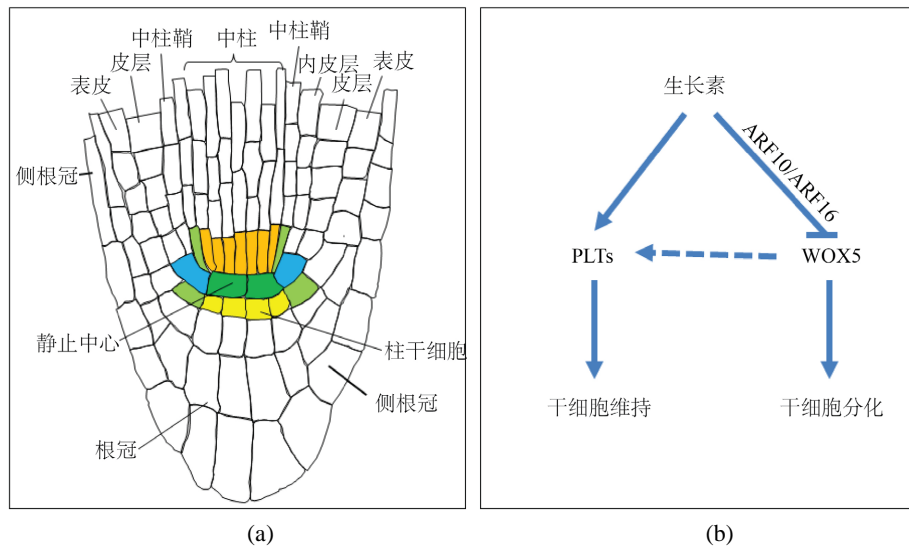 中柱鞘
中柱
中柱鞘
皮层
内皮层
表皮
表皮
皮层
侧根冠
静止中心
柱干细胞
侧根冠
根冠
(a)
生长素
ARF10/ARF16
PLTs
WOX5
干细胞维持
干细胞分化
(b)